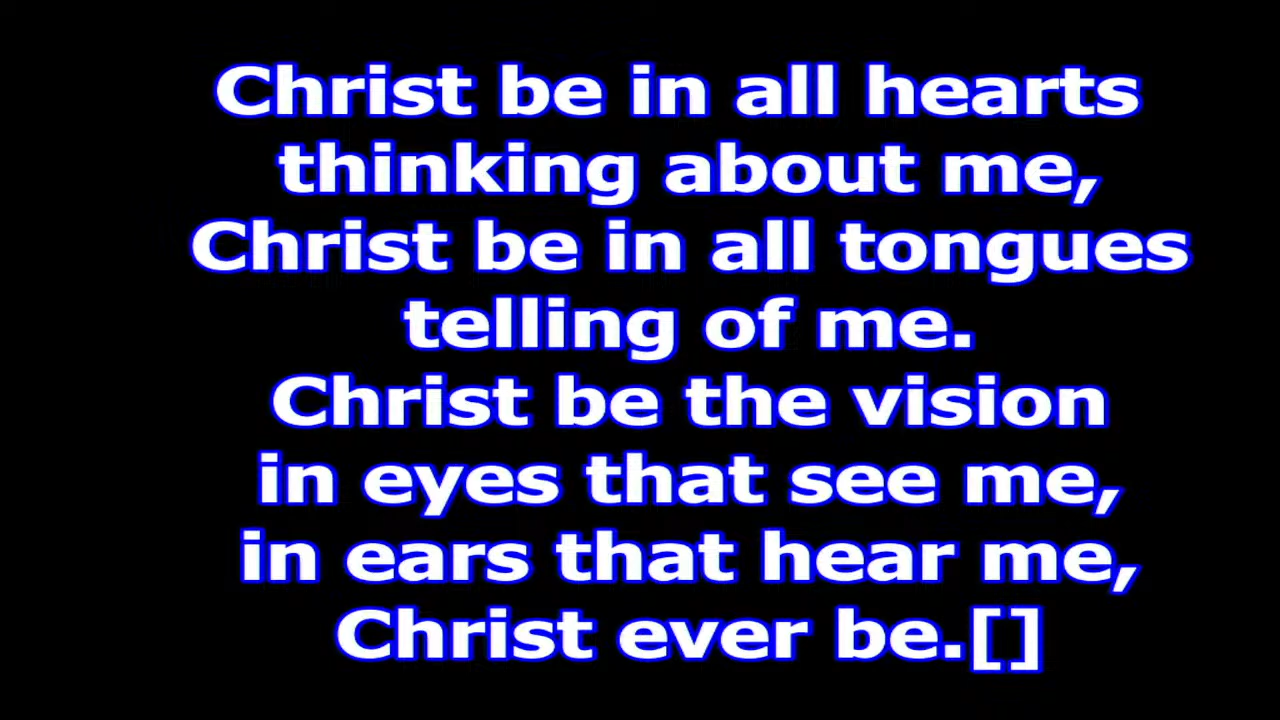 Christ be in all hearts
thinking about me,
Christ be in all tongues
telling of me.
Christ be the vision
in eyes that see me,
in ears that hear me,
Christ ever be.[]